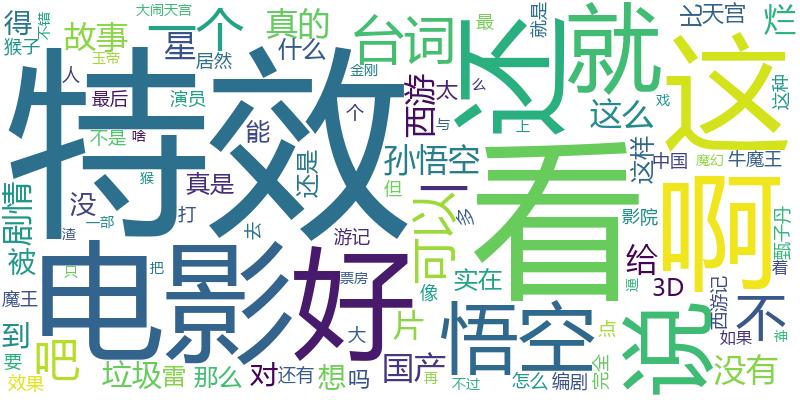 大闹天宫
得
一个
真的
星
什么
台词
还
就
最
就是
出
天宫
烂
猴子
不错
故事
居然
玉帝
人
金刚
特效
西游
太
么
这
这种
最后
演员
个
与
上
戏
这么
不是
啥
能
还是
孙悟空
看
这样
中国
魔幻
牛魔王
猴
真是
但
啊
剧情
没
打
可以
一部
去
多
影院
甄子丹
渣
游记
被
电影
好
只
把
票房
像
实在
给
3D
逼
西游记
着
魔王
到
大
片
悟空
说
点
不
如果
神
要
吧
效果
垃圾
雷
那么
对
还有
想
吗
国产
再
不过
怎么
编剧
完全
没有